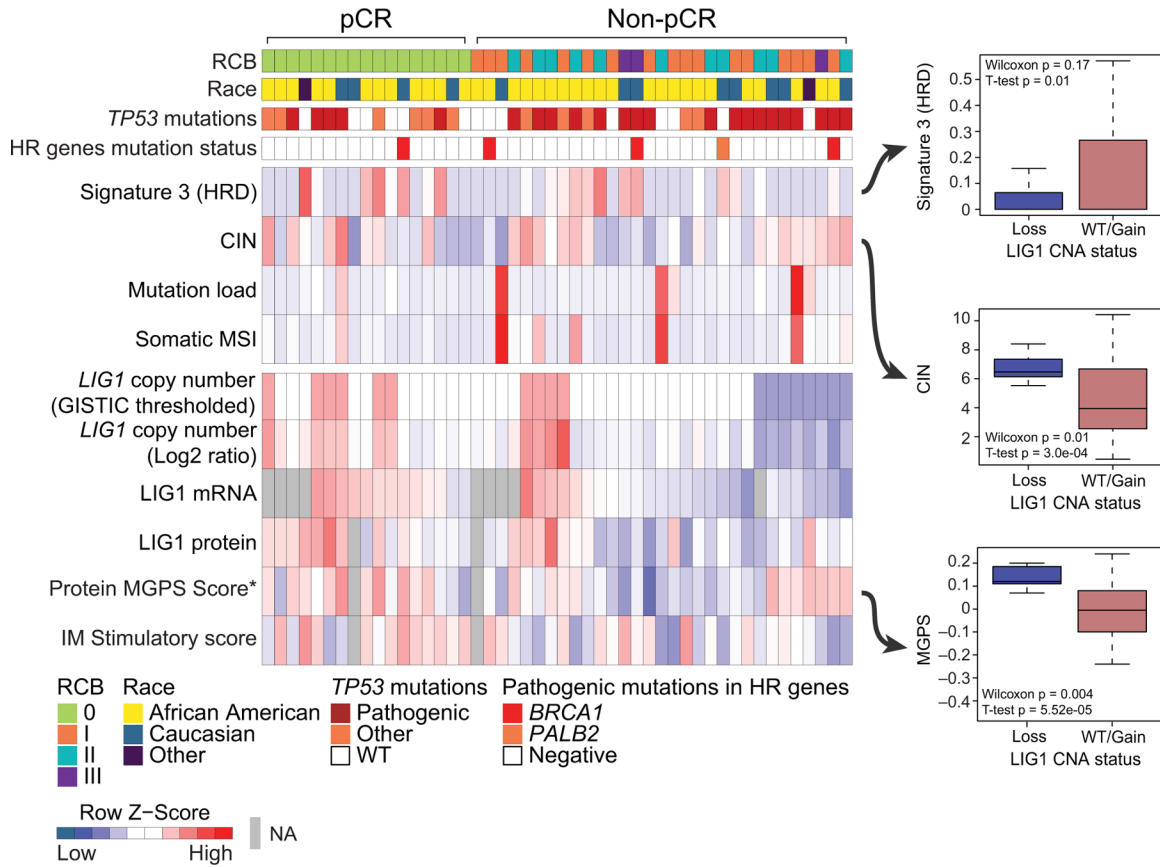 pCR
Non-pCR
RCB
Race
TP53 mutations
HR genes mutation status
Signature 3 (HRD)
CIN
Mutation load
Somatic MSI
LIG1 copy number
(GISTIC thresholded)
LIG1 copy number
(Log2 ratio)
LIG1 mRNA
LIG1 protein
Protein MGPS Score*
IM Stimulatory score
RCB
0
I
II
III
Race
African American
Caucasian
Other
TP53 mutations
Pathogenic
Other
WT
Pathogenic mutations in HR genes
BRCA1
PALB2
Negative
Row Z−Score
Low
High
NA
Wilcoxon p = 0.17
T-test p = 0.01
Signature 3 (HRD)
0.5
0.4
0.3
0.2
0.1
0
Loss
WT/Gain
LIG1 CNA status
CIN
10
8
6
4
2
Wilcoxon p = 0.01
T-test p = 3.0e-04
Loss
WT/Gain
LIG1 CNA status
MGPS
0.2
0.1
0
−0.1
−0.2
−0.3
−0.4
Wilcoxon p = 0.004
T-test p = 5.52e-05
Loss
WT/Gain
LIG1 CNA status